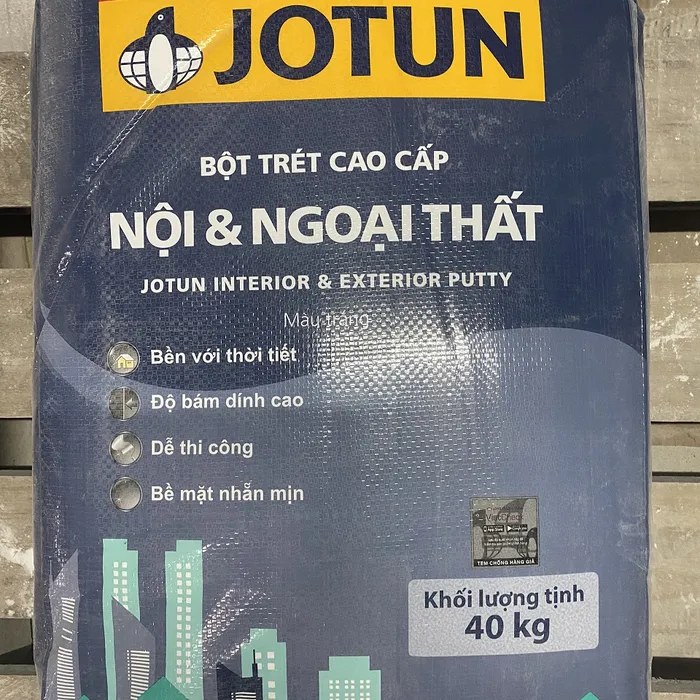 JOTUN
BỘT TRÉT CAO CẤP
NỘI & NGOẠI THẤT
JOTUN INTERIOR & EXTERIOR PUTTY
Màu trắng
Bền với thời tiết
Độ bám dính cao
Dễ thi công
Bề mặt nhẵn mịn
TEM CHỐNG HÀNG GIẢ
Khối lượng tịnh
40 kg